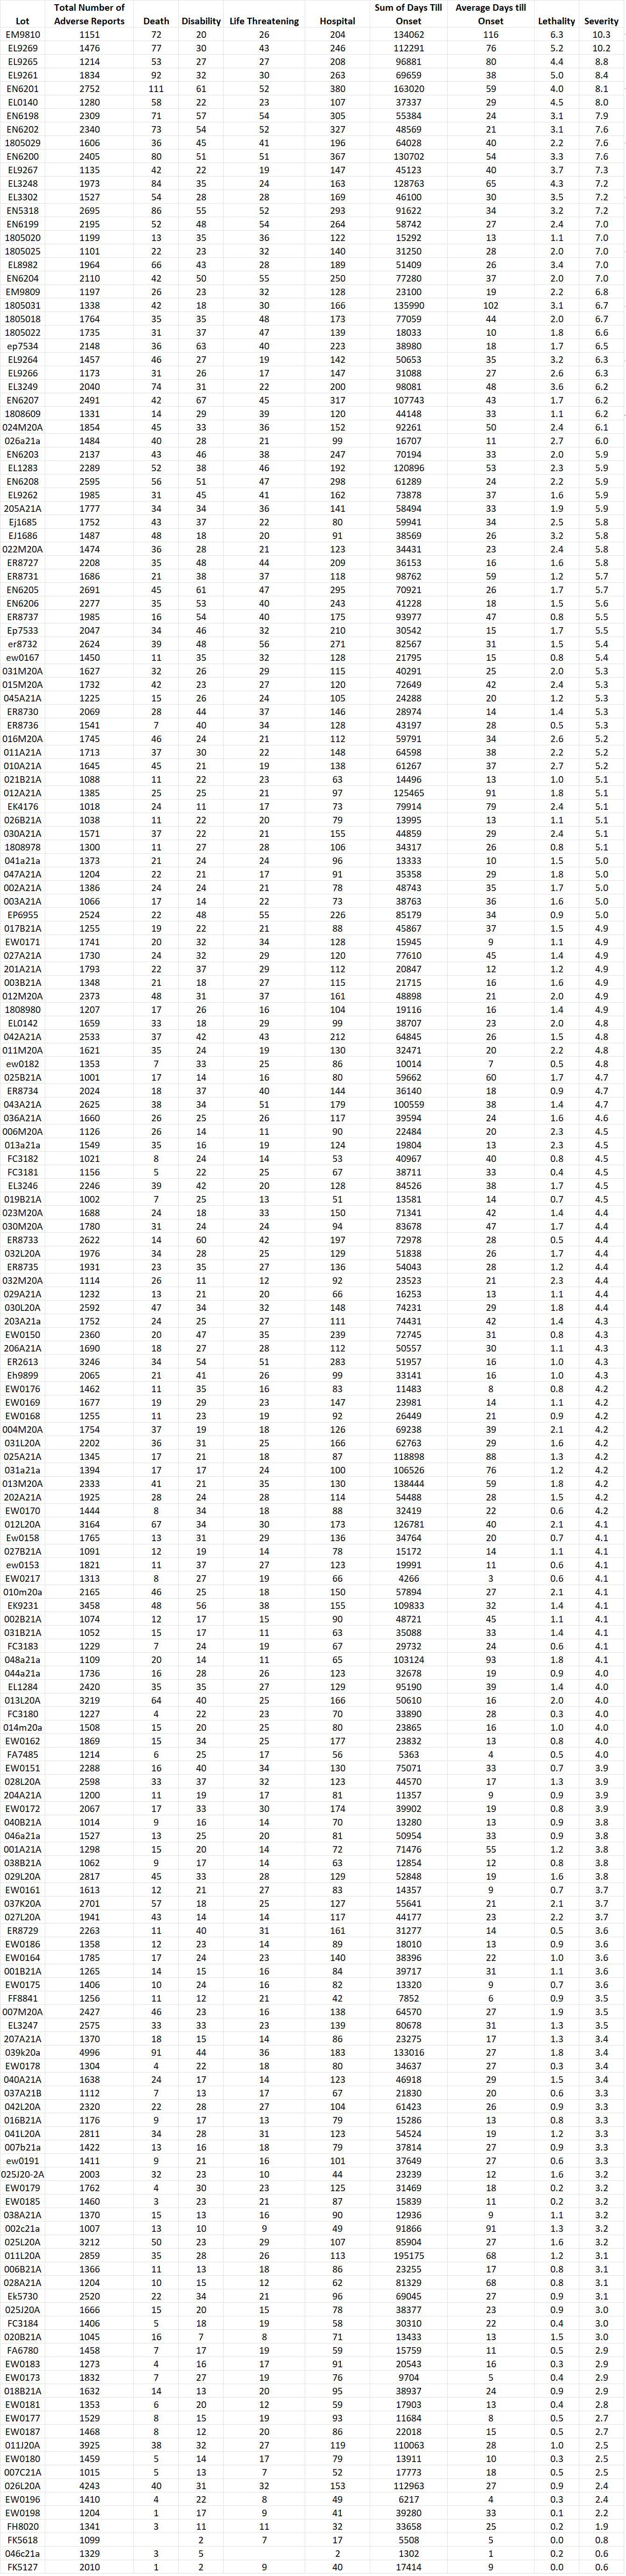 Lot Total Number of Adverse Reports Death Disability Life Threatening Hospital Sum of Days Till Onset Average Days till Onset Lethality Severity
EM9810 1151 72 20 26 204 134062 116 6.3 10.3
EL9269 1476 77 30 43 246 112291 76 5.2 10.2
EL9265 1214 53 27 27 208 96881 80 4.4 8.8
EL9261 1834 92 32 30 263 69659 38 5.0 8.4
EN6201 2752 111 61 52 380 163020 59 4.0 8.1
EL0140 1280 58 22 23 107 37337 29 4.5 8.0
EN6198 2309 71 57 54 305 55384 24 3.1 7.9
EN6202 2340 73 54 52 327 48569 21 3.1 7.6
1805029 1606 36 45 41 196 64028 40 2.2 7.6
EN6200 2405 80 51 51 367 130702 54 3.3 7.6
EL9267 1135 42 22 19 147 45123 40 3.7 7.3
EL3248 1973 84 35 24 163 128763 65 4.3 7.2
EL3302 1527 54 28 28 169 46100 30 3.5 7.2
EN5318 2695 86 55 52 293 91622 34 3.2 7.2
EN6199 2195 52 48 54 264 58742 27 2.4 7.0
1805020 1199 13 35 36 122 15292 13 1.1 7.0
1805025 1101 22 23 32 140 31250 28 2.0 7.0
EL8982 1964 66 43 28 189 51409 26 3.4 7.0
EN6204 2110 42 50 55 250 77280 37 2.0 7.0
EM9809 1197 26 23 32 128 23100 19 2.2 6.8
1805031 1338 42 18 30 166 135990 102 3.1 6.7
1805018 1764 35 35 48 173 77059 44 2.0 6.7
1805022 1735 31 37 47 139 18033 10 1.8 6.6
ep7534 2148 36 63 40 223 38980 18 1.7 6.5
EL9264 1457 46 27 19 142 50653 35 3.2 6.3
EL9266 1173 31 26 17 147 31088 27 2.6 6.3
EL3249 2040 74 31 22 200 98081 48 3.6 6.2
EN6207 2491 42 67 45 317 107743 43 1.7 6.2
1808609 1331 14 29 39 120 44148 33 1.1 6.2
024M20A 1854 45 33 36 152 92261 50 2.4 6.1
026a21a 1484 40 28 21 99 16707 11 2.7 6.0
EN6203 2137 43 46 38 247 70194 33 2.0 5.9
EL1283 2289 52 38 46 192 120896 53 2.3 5.9
EN6208 2595 56 51 47 298 61289 24 2.2 5.9
EL9262 1985 31 45 41 162 73878 37 1.6 5.9
205A21A 1777 34 34 36 141 58494 33 1.9 5.9
Ej1685 1752 43 37 22 80 59941 34 2.5 5.8
EJ1686 1487 48 18 20 91 38569 26 3.2 5.8
022M20A 1474 36 28 21 123 34431 23 2.4 5.8
ER8727 2208 35 48 44 209 36153 16 1.6 5.8
ER8731 1686 21 38 37 118 98762 59 1.2 5.7
EN6205 2691 45 61 47 295 70921 26 1.7 5.7
EN6206 2277 35 53 40 243 41228 18 1.5 5.6
ER8737 1985 16 54 40 175 93977 47 0.8 5.5
Ep7533 2047 34 46 32 210 30542 15 1.7 5.5
er8732 2624 39 48 56 271 82567 31 1.5 5.4
ew0167 1450 11 35 32 128 21795 15 0.8 5.4
031M20A 1627 32 26 29 115 40291 25 2.0 5.3
015M20A 1732 42 23 27 120 72649 42 2.4 5.3
045A21A 1225 15 26 24 105 24288 20 1.2 5.3
ER8730 2069 28 44 37 146 28974 14 1.4 5.3
ER8736 1541 7 40 34 128 43197 28 0.5 5.3
016M20A 1745 46 24 21 112 59791 34 2.6 5.2
011A21A 1713 37 30 22 148 64598 38 2.2 5.2
010A21A 1645 45 21 19 138 61267 37 2.7 5.2
021B21A 1088 11 22 23 63 14496 13 1.0 5.1
012A21A 1385 25 25 21 97 125465 91 1.8 5.1
EK4176 1018 24 11 17 73 79914 79 2.4 5.1
026B21A 1038 11 22 20 79 13995 13 1.1 5.1
030A21A 1571 37 22 21 155 44859 29 2.4 5.1
1808978 1300 11 27 28 106 34317 26 0.8 5.1
041a21a 1373 21 24 24 96 13333 10 1.5 5.0
047A21A 1204 22 21 17 91 35358 29 1.8 5.0
002A21A 1386 24 24 21 78 48743 35 1.7 5.0
003A21A 1066 17 14 22 73 38763 36 1.6 5.0
EP6955 2524 22 48 55 226 85179 34 0.9 5.0
017B21A 1255 19 22 21 88 45867 37 1.5 4.9
EW0171 1741 20 32 34 128 15945 9 1.1 4.9
027A21A 1730 24 32 29 120 77610 45 1.4 4.9
201A21A 1793 22 37 29 112 20847 12 1.2 4.9
003B21A 1348 21 18 27 115 21715 16 1.6 4.9
012M20A 2373 48 31 37 161 48898 21 2.0 4.9
1808980 1207 17 26 16 104 19116 16 1.4 4.9
EL0142 1659 33 18 29 99 38707 23 2.0 4.8
042A21A 2533 37 42 43 212 64845 26 1.5 4.8
011M20A 1621 35 24 19 130 32471 20 2.2 4.8
ew0182 1353 7 33 25 86 10014 7 0.5 4.8
025B21A 1001 17 14 16 80 59662 60 1.7 4.7
ER8734 2024 18 37 40 144 36140 18 0.9 4.7
043A21A 2625 38 34 51 179 100559 38 1.4 4.7
036A21A 1660 26 25 26 117 39594 24 1.6 4.6
006M20A 1126 26 14 11 90 22484 20 2.3 4.5
013a21a 1549 35 16 19 124 19804 13 2.3 4.5
FC3182 1021 8 24 14 53 40967 40 0.8 4.5
FC3181 1156 5 22 25 67 38711 33 0.4 4.5
EL3246 2246 39 42 20 128 84526 38 1.7 4.5
019B21A 1002 7 25 13 51 13581 14 0.7 4.5
023M20A 1688 24 18 33 150 71341 42 1.4 4.4
030M20A 1780 31 24 24 94 83678 47 1.7 4.4
ER8733 2622 14 60 42 197 72978 28 0.5 4.4
032L20A 1976 34 28 25 129 51838 26 1.7 4.4
ER8735 1931 23 35 27 136 54043 28 1.2 4.4
032M20A 1114 26 11 12 92 23523 21 2.3 4.4
029A21A 1232 13 21 20 66 16253 13 1.1 4.4
030L20A 2592 47 34 32 148 74231 29 1.8 4.4
203A21a 1752 24 25 27 111 74431 42 1.4 4.3
EW0150 2360 20 47 35 239 72745 31 0.8 4.3
206A21A 1690 18 27 28 112 50557 30 1.1 4.3
ER2613 3246 34 54 51 283 51957 16 1.0 4.3
Eh9899 2065 21 41 26 99 33141 16 1.0 4.3
EW0176 1462 11 35 16 83 11483 8 0.8 4.2
EW0169 1677 19 29 23 147 23981 14 1.1 4.2
EW0168 1255 11 23 19 92 26449 21 0.9 4.2
004M20A 1754 37 19 18 126 69238 39 2.1 4.2
031L20A 2202 36 31 25 166 62763 29 1.6 4.2
025A21A 1345 17 21 18 87 118898 88 1.3 4.2
031a21a 1394 17 17 24 100 106526 76 1.2 4.2
013M20A 2333 41 21 35 130 138444 59 1.8 4.2
202A21A 1925 28 24 28 114 54488 28 1.5 4.2
EW0170 1444 8 34 18 88 32419 22 0.6 4.2
012L20A 3164 67 34 30 173 126781 40 2.1 4.1
Ew0158 1765 13 31 29 136 34764 20 0.7 4.1
027B21A 1091 12 19 14 78 15172 14 1.1 4.1
ew0153 1821 11 37 27 123 19991 11 0.6 4.1
EW0217 1313 8 27 19 66 4266 3 0.6 4.1
010m20a 2165 46 25 18 150 57894 27 2.1 4.1
EK9231 3458 48 56 38 155 109833 32 1.4 4.1
002B21A 1074 12 17 15 90 48721 45 1.1 4.1
031B21A 1052 15 17 11 63 35088 33 1.4 4.1
FC3183 1229 7 24 19 67 29732 24 0.6 4.1
048a21a 1109 20 14 11 65 103124 93 1.8 4.1
044a21a 1736 16 28 26 123 32678 19 0.9 4.0
EL1284 2420 35 35 27 129 95190 39 1.4 4.0
013L20A 3219 64 40 25 166 50610 16 2.0 4.0
FC3180 1227 4 22 23 70 33890 28 0.3 4.0
014m20a 1508 15 20 25 80 23865 16 1.0 4.0
EW0162 1869 15 34 25 177 23832 13 0.8 4.0
FA7485 1214 6 25 17 56 5363 4 0.5 4.0
EW0151 2288 16 40 34 130 75071 33 0.7 3.9
028L20A 2598 33 37 32 123 44570 17 1.3 3.9
204A21A 1200 11 19 17 81 11357 9 0.9 3.9
EW0172 2067 17 33 30 174 39902 19 0.8 3.9
040B21A 1014 9 16 14 70 13280 13 0.9 3.8
046a21a 1527 13 25 20 81 50954 33 0.9 3.8
001A21A 1298 15 20 14 72 71476 55 1.2 3.8
038B21A 1062 9 17 14 63 12854 12 0.8 3.8
029L20A 2817 45 33 28 129 52848 19 1.6 3.8
EW0161 1613 12 21 27 83 14357 9 0.7 3.7
037K20A 2701 57 18 25 127 55641 21 2.1 3.7
027L20A 1941 43 14 14 117 44177 23 2.2 3.7
ER8729 2263 11 40 31 161 31277 14 0.5 3.6
EW0186 1358 12 23 14 89 18010 13 0.9 3.6
EW0164 1785 17 24 23 140 38396 22 1.0 3.6
001B21A 1265 14 15 16 84 39717 31 1.1 3.6
EW0175 1406 10 24 16 82 13320 9 0.7 3.6
FF8841 1256 11 12 21 42 7852 6 0.9 3.5
007M20A 2427 46 23 16 138 64570 27 1.9 3.5
EL3247 2575 33 33 23 139 80678 31 1.3 3.5
207A21A 1370 18 15 14 86 23275 17 1.3 3.4
039k20a 4996 91 44 36 183 133016 27 1.8 3.4
EW0178 1304 4 22 18 80 34637 27 0.3 3.4
040A21A 1638 24 17 14 123 46918 29 1.5 3.4
037A21B 1112 7 13 17 67 21830 20 0.6 3.3
042L20A 2320 22 28 27 104 61423 26 0.9 3.3
016B21A 1176 9 17 13 79 15286 13 0.8 3.3
041L20A 2811 34 28 31 123 54524 19 1.2 3.3
007b21a 1422 13 16 18 79 37814 27 0.9 3.3
ew0191 1411 9 21 16 101 37649 27 0.6 3.3
025J20-2A 2003 32 23 10 44 23239 12 1.6 3.2
EW0179 1762 4 30 23 125 31469 18 0.2 3.2
EW0185 1460 3 23 21 87 15839 11 0.2 3.2
038A21A 1370 15 13 16 90 12936 9 1.1 3.2
002c21a 1007 13 10 9 49 91866 91 1.3 3.2
025L20A 3212 50 23 29 107 85904 27 1.6 3.2
011L20A 2859 35 28 26 113 195175 68 1.2 3.1
006B21A 1366 11 13 18 86 23255 17 0.8 3.1
028A21A 1204 10 15 12 62 81329 68 0.8 3.1
Ek5730 2520 22 34 21 96 69045 27 0.9 3.1
025J20A 1666 15 20 15 78 38377 23 0.9 3.0
FC3184 1406 5 18 19 58 30310 22 0.4 3.0
020B21A 1045 16 7 8 71 13433 13 1.5 3.0
FA6780 1458 7 17 19 59 15759 11 0.5 2.9
EW0183 1273 4 16 17 91 20543 16 0.3 2.9
EW0173 1832 7 27 19 76 9704 5 0.4 2.9
018B21A 1632 14 13 20 95 38937 24 0.9 2.9
EW0181 1353 6 20 12 59 17903 13 0.4 2.8
EW0177 1529 8 15 19 93 11684 8 0.5 2.7
EW0187 1468 8 12 20 86 22018 15 0.5 2.7
011J20A 3925 38 32 27 119 110063 28 1.0 2.5
EW0180 1459 5 14 17 79 13911 10 0.3 2.5
007C21A 1015 5 13 7 52 17773 18 0.5 2.5
026L20A 4243 40 31 32 153 112963 27 0.9 2.4
EW0196 1410 4 22 8 49 6217 4 0.3 2.4
EW0198 1204 1 17 9 41 39280 33 0.1 2.2
FH8020 1341 3 11 11 32 33658 25 0.2 1.9
FK5618 1099 2 7 17 5508 5 0.0 0.8
046c21a 1329 3 5 2 1302 1 0.2 0.6
FK5127 2010 1 2 9 40 17414 9 0.0 0.6